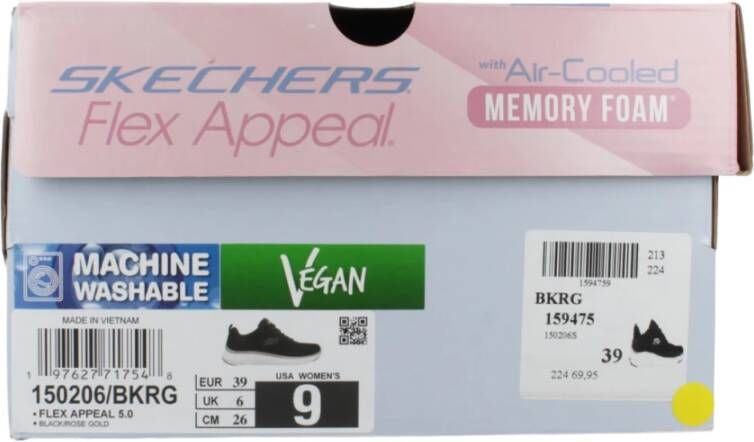 SKECHERS
Flex Appeal.
with Air-Cooled
MEMORY FOAM
MACHINE
WASHABLE
VEGAN
MADE IN VIETNAM
1 97627 71754 8
150206/BKRG
• FLEX APPEAL 5.0
• BLACK/ROSE GOLD
EUR 39
UK 6
CM 26
USA WOMEN'S
9
213
224
1594759
BKRG
159475
150206S
39
224 69,95